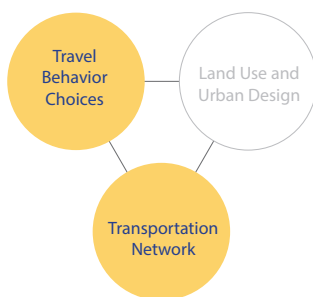 Travel
Behavior
Choices
Land Use and
Urban Design
Transportation
Network